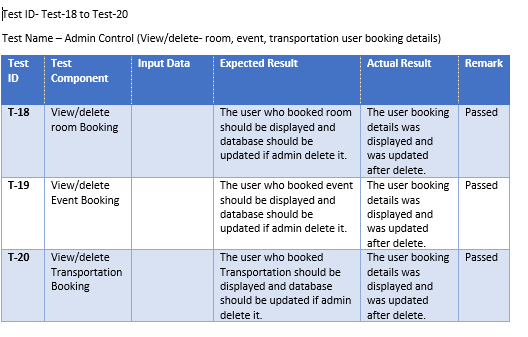 Test ID- Test-18 to Test-20
Test Name – Admin Control (View/delete- room, event, transportation user booking details)
Test ID
Test Component
Input Data
Expected Result
Actual Result
Remark
T-18
View/delete
room Booking
The user who booked room
should be displayed and
database should be
updated if admin delete it.
The user booking
details was
displayed and
was updated
after delete.
Passed
T-19
View/delete
Event Booking
The user who booked event
should be displayed and
database should be
updated if admin delete it.
The user booking
details was
displayed and
was updated
after delete.
Passed
T-20
View/delete
Transportation
Booking
The user who booked
Transportation should be
displayed and database
should be updated if admin
delete it.
The user booking
details was
displayed and
was updated
after delete.
Passed